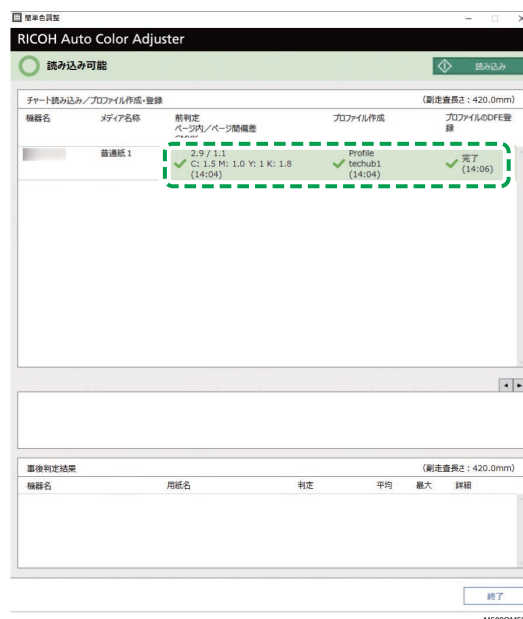 簡単色調整
RICOH Auto Color Adjuster
読み込み可能
読み込み
チャート読み込み／プロファイル作成・登録
(副走査長さ : 420.0mm)
機器名
メディア名称
前判定
ページ内／ページ間偏差
プロファイル作成
プロファイルのDFE登
録
普通紙 1
2.9 / 1.1
C: 1.5 M: 1.0 Y: 1 K: 1.8
(14:04)
Profile
techub1
(14:04)
完了
(14:06)
事後判定結果
(副走査長さ : 420.0mm)
機器名
用紙名
判定
平均
最大
詳細
終了